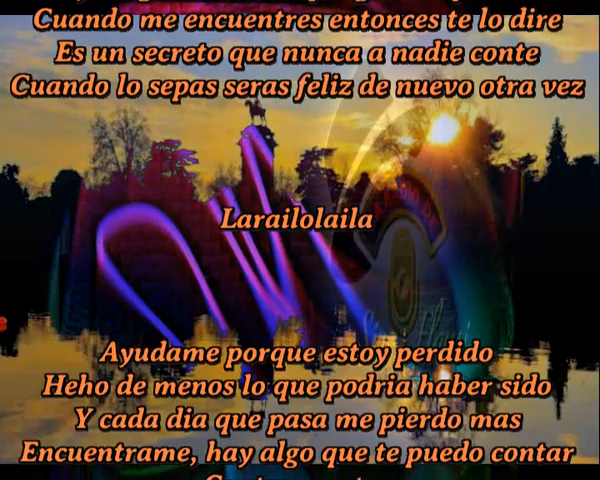 Cuando me encuentres entonces te lo dire
Es un secreto que nunca a nadie conte
Cuando lo sepas seras feliz de nuevo otra vez
Larailolaila
Ayudame porque estoy perdido
Heho de menos lo que podria haber sido
Y cada dia que pasa me pierdo mas
Encuentrame, hay algo que te puedo contar